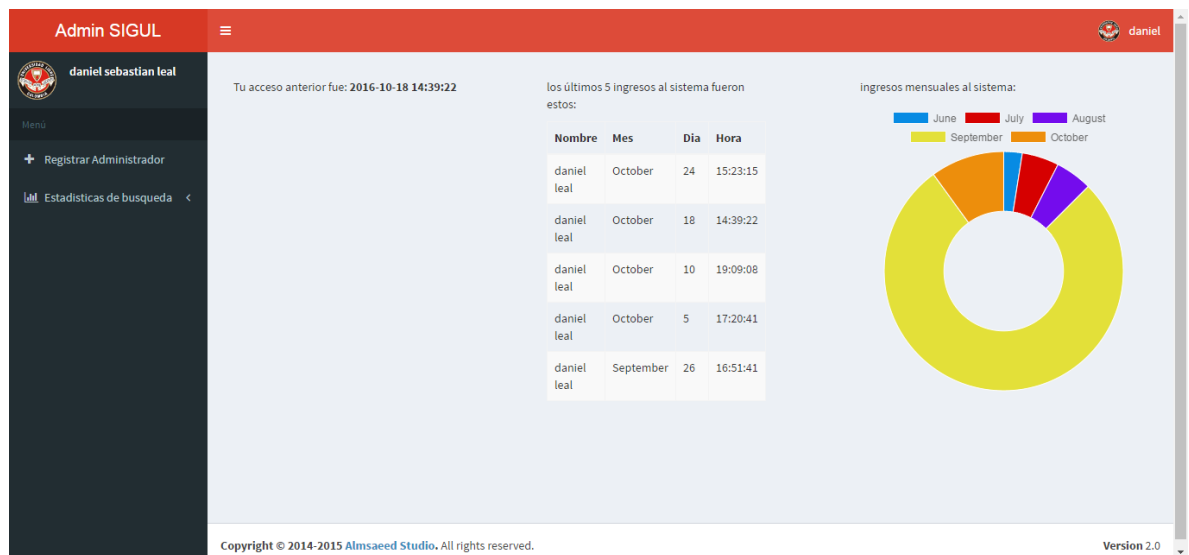 Admin SIGUL
daniel
daniel sebastian leal
Menú
Registrar Administrador
Estadisticas de busqueda
Tu acceso anterior fue: 2016-10-18 14:39:22
los últimos 5 ingresos al sistema fueron
estos:
Nombre Mes Dia Hora
daniel leal October 24 15:23:15
daniel leal October 18 14:39:22
daniel leal October 10 19:09:08
daniel leal October 5 17:20:41
daniel leal September 26 16:51:41
ingresos mensuales al sistema:
June July August
September October
Copyright © 2014-2015 Almsaeed Studio. All rights reserved.
Version 2.0